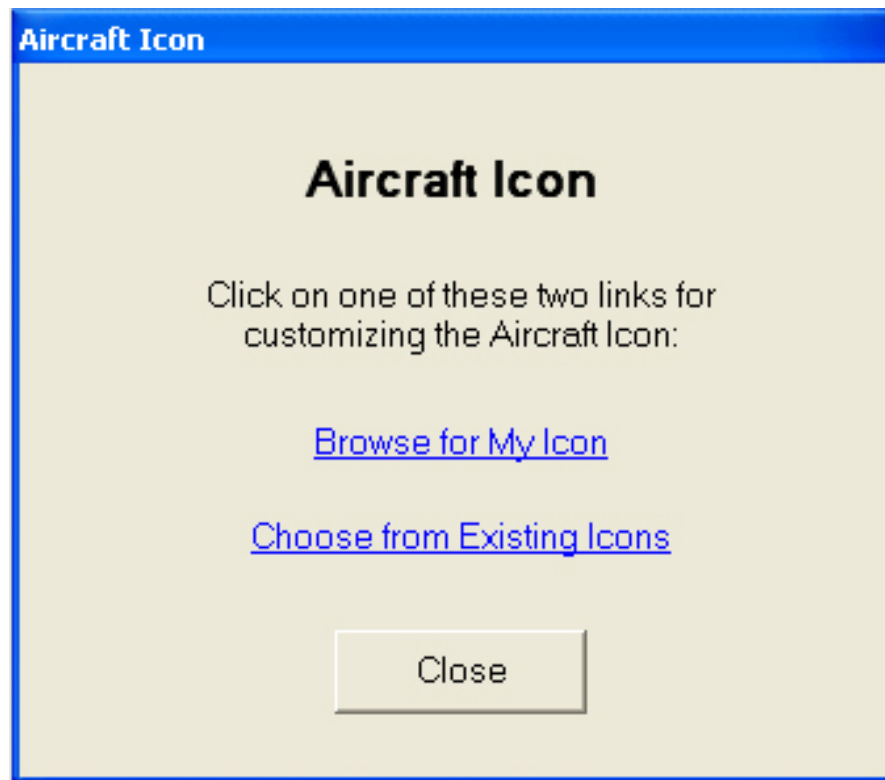 Aircraft Icon
Aircraft Icon
Click on one of these two links for
customizing the Aircraft Icon:
Browse for My Icon
Choose from Existing Icons
Close